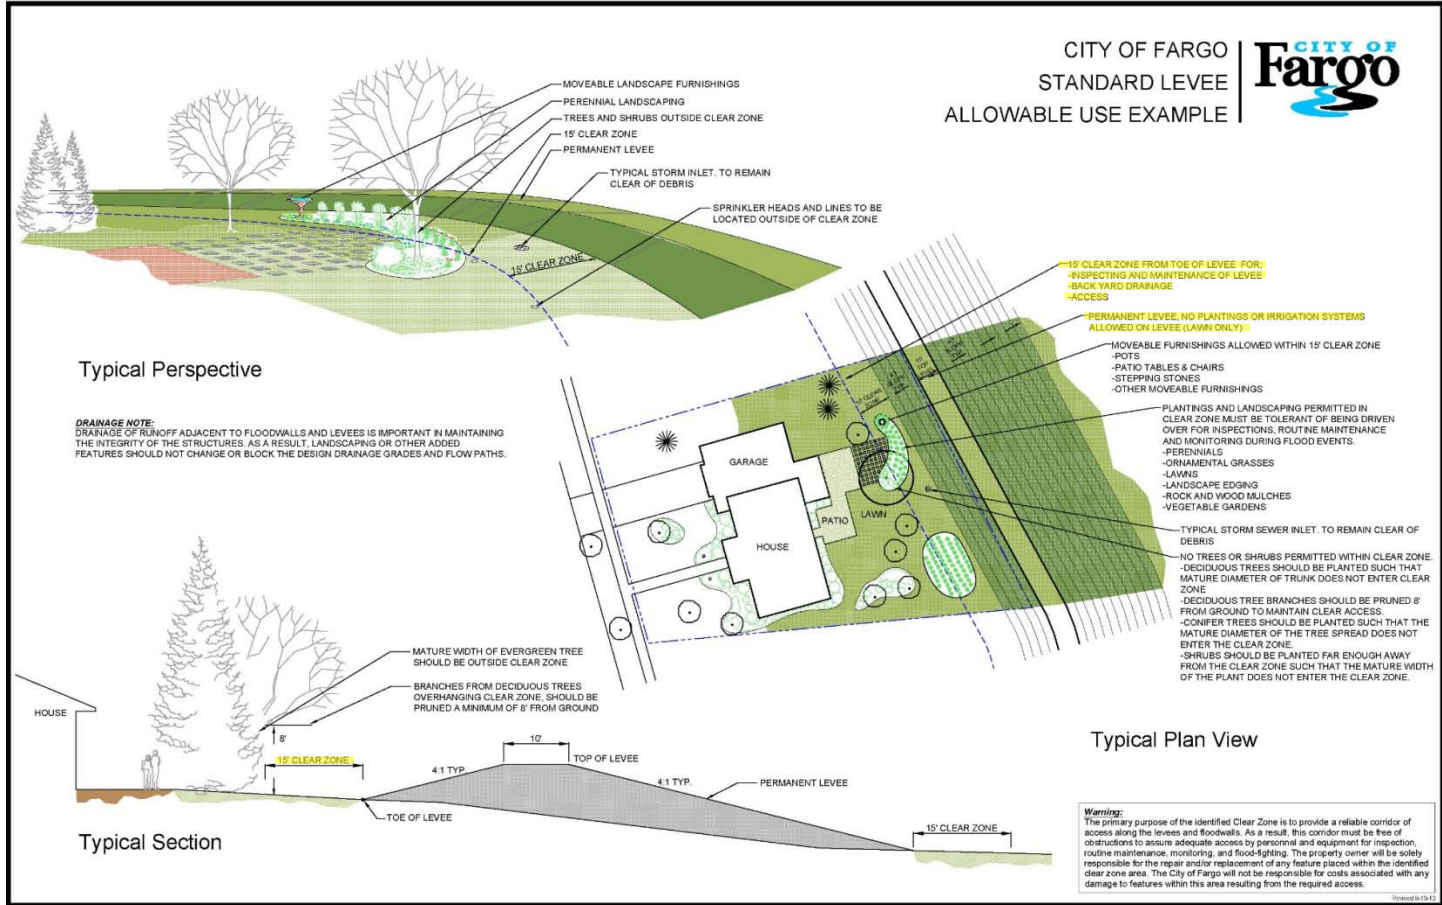 CITY OF FARGO
STANDARD LEVEE
ALLOWABLE USE EXAMPLE
CITY OF
Fargo
MOVEABLE LANDSCAPE FURNISHINGS
PERENNIAL LANDSCAPING
TREES AND SHRUBS OUTSIDE CLEAR ZONE
15' CLEAR ZONE
PERMANENT LEVEE
TYPICAL STORM INLET. TO REMAIN
CLEAR OF DEBRIS
SPRINKLER HEADS AND LINES TO BE
LOCATED OUTSIDE OF CLEAR ZONE
15' CLEAR ZONE
Typical Perspective
DRAINAGE NOTE:
DRAINAGE OF RUNOFF ADJACENT TO FLOODWALLS AND LEVEES IS IMPORTANT IN MAINTAINING
THE INTEGRITY OF THE STRUCTURES. AS A RESULT, LANDSCAPING OR OTHER ADDED
FEATURES SHOULD NOT CHANGE OR BLOCK THE DESIGN DRAINAGE GRADES AND FLOW PATHS.
15' CLEAR ZONE FROM TOE OF LEVEE FOR;
-INSPECTING AND MAINTENANCE OF LEVEE
-BACK YARD DRAINAGE
-ACCESS
PERMANENT LEVEE, NO PLANTINGS OR IRRIGATION SYSTEMS
ALLOWED ON LEVEE (LAWN ONLY)
MOVEABLE FURNISHINGS ALLOWED WITHIN 15' CLEAR ZONE
-POTS
-PATIO TABLES & CHAIRS
-STEPPING STONES
-OTHER MOVEABLE FURNISHINGS
PLANTINGS AND LANDSCAPING PERMITTED IN
CLEAR ZONE MUST BE TOLERANT OF BEING DRIVEN
OVER FOR INSPECTIONS, ROUTINE MAINTENANCE
AND MONITORING DURING FLOOD EVENTS.
-PERENNIALS
-ORNAMENTAL GRASSES
-LAWNS
-LANDSCAPE EDGING
-ROCK AND WOOD MULCHES
-VEGETABLE GARDENS
TYPICAL STORM SEWER INLET. TO REMAIN CLEAR OF
DEBRIS
NO TREES OR SHRUBS PERMITTED WITHIN CLEAR ZONE.
-DECIDUOUS TREES SHOULD BE PLANTED SUCH THAT
MATURE DIAMETER OF TRUNK DOES NOT ENTER CLEAR
ZONE
-DECIDUOUS TREE BRANCHES SHOULD BE PRUNED 8'
FROM GROUND TO MAINTAIN CLEAR ACCESS.
-CONIFER TREES SHOULD BE PLANTED SUCH THAT THE
MATURE DIAMETER OF THE TREE SPREAD DOES NOT
ENTER THE CLEAR ZONE.
-SHRUBS SHOULD BE PLANTED FAR ENOUGH AWAY
FROM THE CLEAR ZONE SUCH THAT THE MATURE WIDTH
OF THE PLANT DOES NOT ENTER THE CLEAR ZONE.
GARAGE
HOUSE
PATIO
LAWN
Typical Plan View
MATURE WIDTH OF EVERGREEN TREE
SHOULD BE OUTSIDE CLEAR ZONE
BRANCHES FROM DECIDUOUS TREES
OVERHANGING CLEAR ZONE, SHOULD BE
PRUNED A MINIMUM OF 8' FROM GROUND
HOUSE
8'
15' CLEAR ZONE
10'
TOP OF LEVEE
4:1 TYP.
4:1 TYP.
PERMANENT LEVEE
TOE OF LEVEE
15' CLEAR ZONE
Typical Section
Warning:
The primary purpose of the identified Clear Zone is to provide a reliable corridor of
access along the levees and floodwalls. As a result, this corridor must be free of
obstructions to assure adequate access by personnel and equipment for inspection,
routine maintenance, monitoring, and flood-fighting. The property owner will be solely
responsible for the repair and/or replacement of any feature placed within the identified
clear zone area. The City of Fargo will not be responsible for costs associated with any
damage to features within this area resulting from the required access.